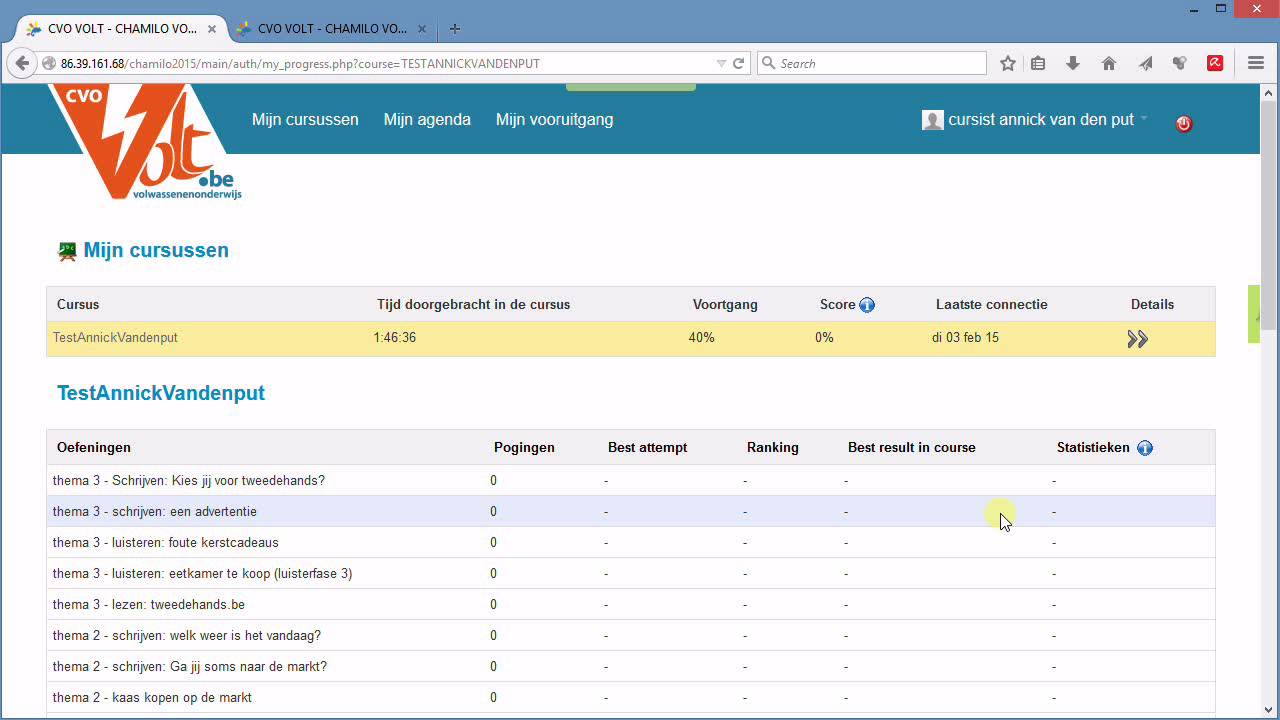 CVO VOLT - CHAMILO VO...
CVO VOLT - CHAMILO VO...
86.39.161.68/chamilo2015/main/auth/my_progress.php?course=TESTANNICKVANDENPUT
Search
CVO
Volt
.be
volwassenenonderwijs
Mijn cursussen Mijn agenda Mijn vooruitgang
cursist annick van den put
Mijn cursussen
Cursus Tijd doorgebracht in de cursus Voortgang Score Laatste connectie Details
TestAnnickVandenput 1:46:36 40% 0% di 03 feb 15
TestAnnickVandenput
Oefeningen Pogingen Best attempt Ranking Best result in course Statistieken
thema 3 - Schrijven: Kies jij voor tweedehands? 0 - - - -
thema 3 - schrijven: een advertentie 0 - - - -
thema 3 - luisteren: foute kerstcadeaus 0 - - - -
thema 3 - luisteren: eetkamer te koop (luisterfase 3) 0 - - - -
thema 3 - lezen: tweedehands.be 0 - - - -
thema 2 - schrijven: welk weer is het vandaag? 0 - - - -
thema 2 - schrijven: Ga jij soms naar de markt? 0 - - - -
thema 2 - kaas kopen op de markt 0 - - - -